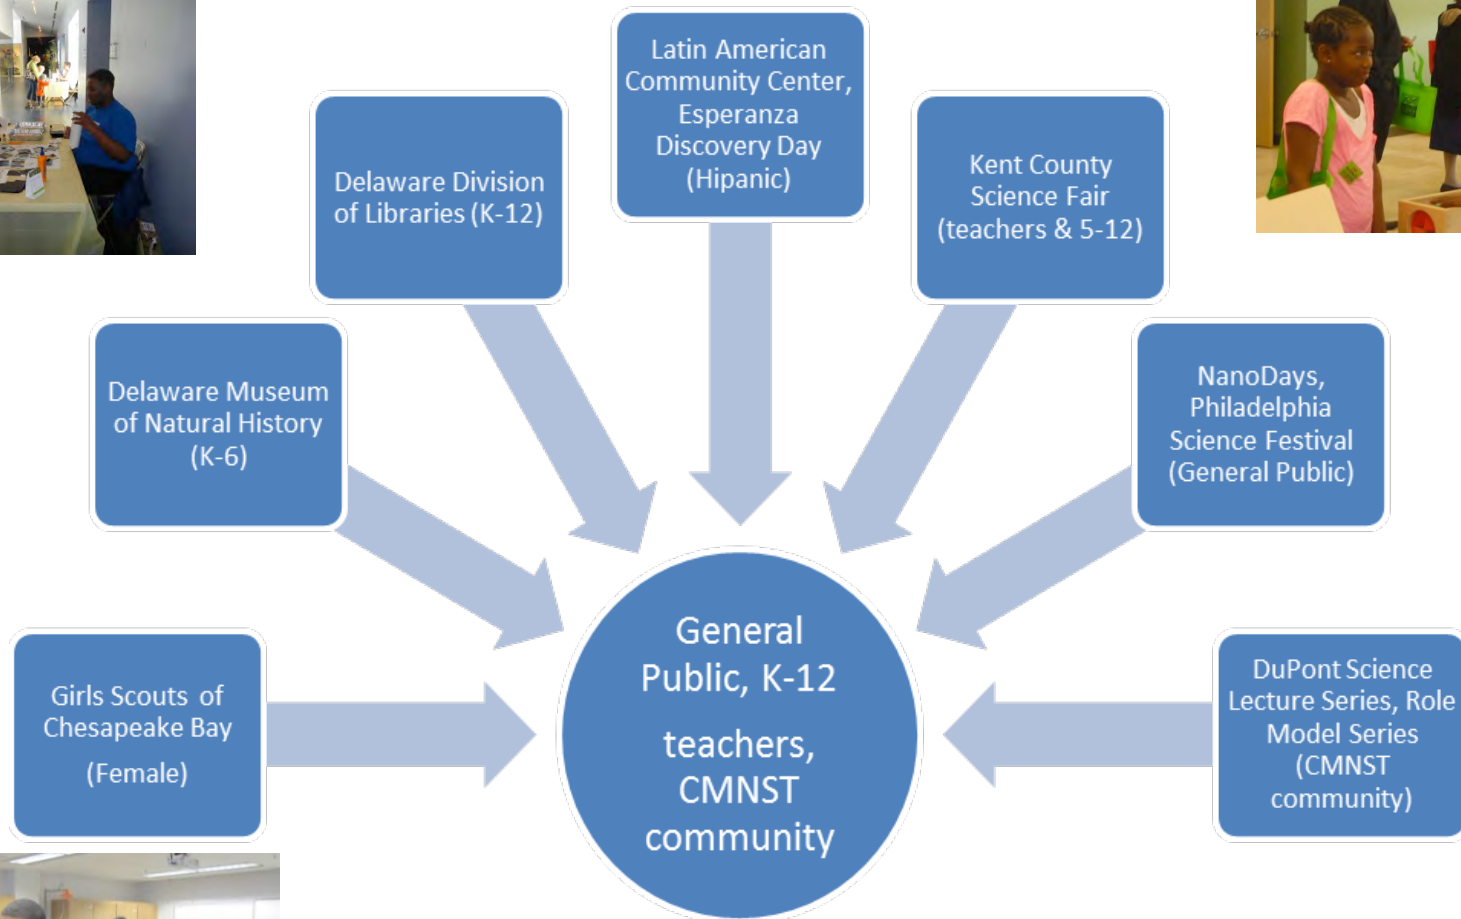 Latin American
Community Center,
Esperanza
Discovery Day
(Hipanic)
Delaware Division
of Libraries (K-12)
Kent County
Science Fair
(teachers & 5-12)
Delaware Museum
of Natural History
(K-6)
NanoDays,
Philadelphia
Science Festival
(General Public)
Girls Scouts of
Chesapeake Bay
(Female)
General
Public, K-12
teachers,
CMNST
community
DuPont Science
Lecture Series, Role
Model Series
(CMNST
community)